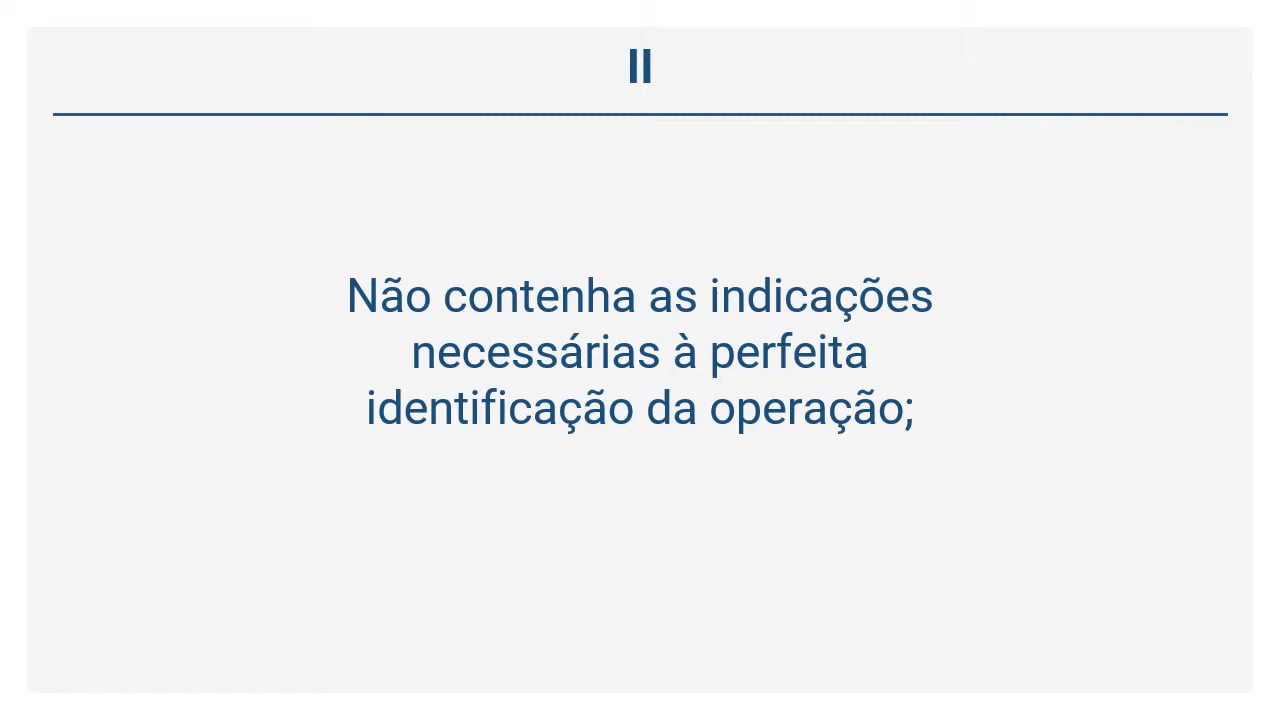 II
Não contenha as indicações
necessárias à perfeita
identificação da operação;